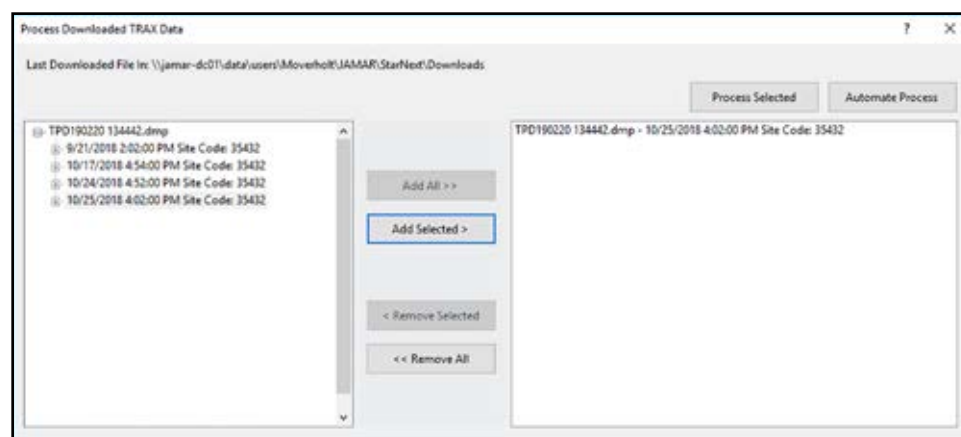 Process Downloaded TRAX Data
? X
Last Downloaded File In: \\jamar-dc01\data\users\Moverholt\JAMAR\StarNext\Downloads
Process Selected
Automate Process
TPD190220 134442.dmp
9/21/2018 2:02:00 PM Site Code: 35432
10/17/2018 4:54:00 PM Site Code: 35432
10/24/2018 4:52:00 PM Site Code: 35432
10/25/2018 4:02:00 PM Site Code: 35432
Add All >>
Add Selected >
< Remove Selected
<< Remove All
TPD190220 134442.dmp - 10/25/2018 4:02:00 PM Site Code: 35432